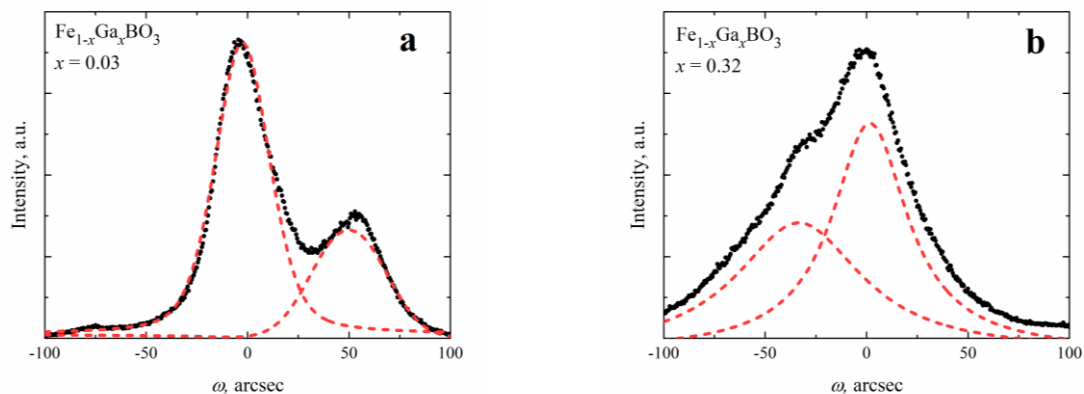 Fe₁₋ₓGaₓBO₃
x = 0.03
a
Intensity, a.u.
-100 -50 0 50 100
ω, arcsec
Fe₁₋ₓGaₓBO₃
x = 0.32
b
Intensity, a.u.
-100 -50 0 50 100
ω, arcsec